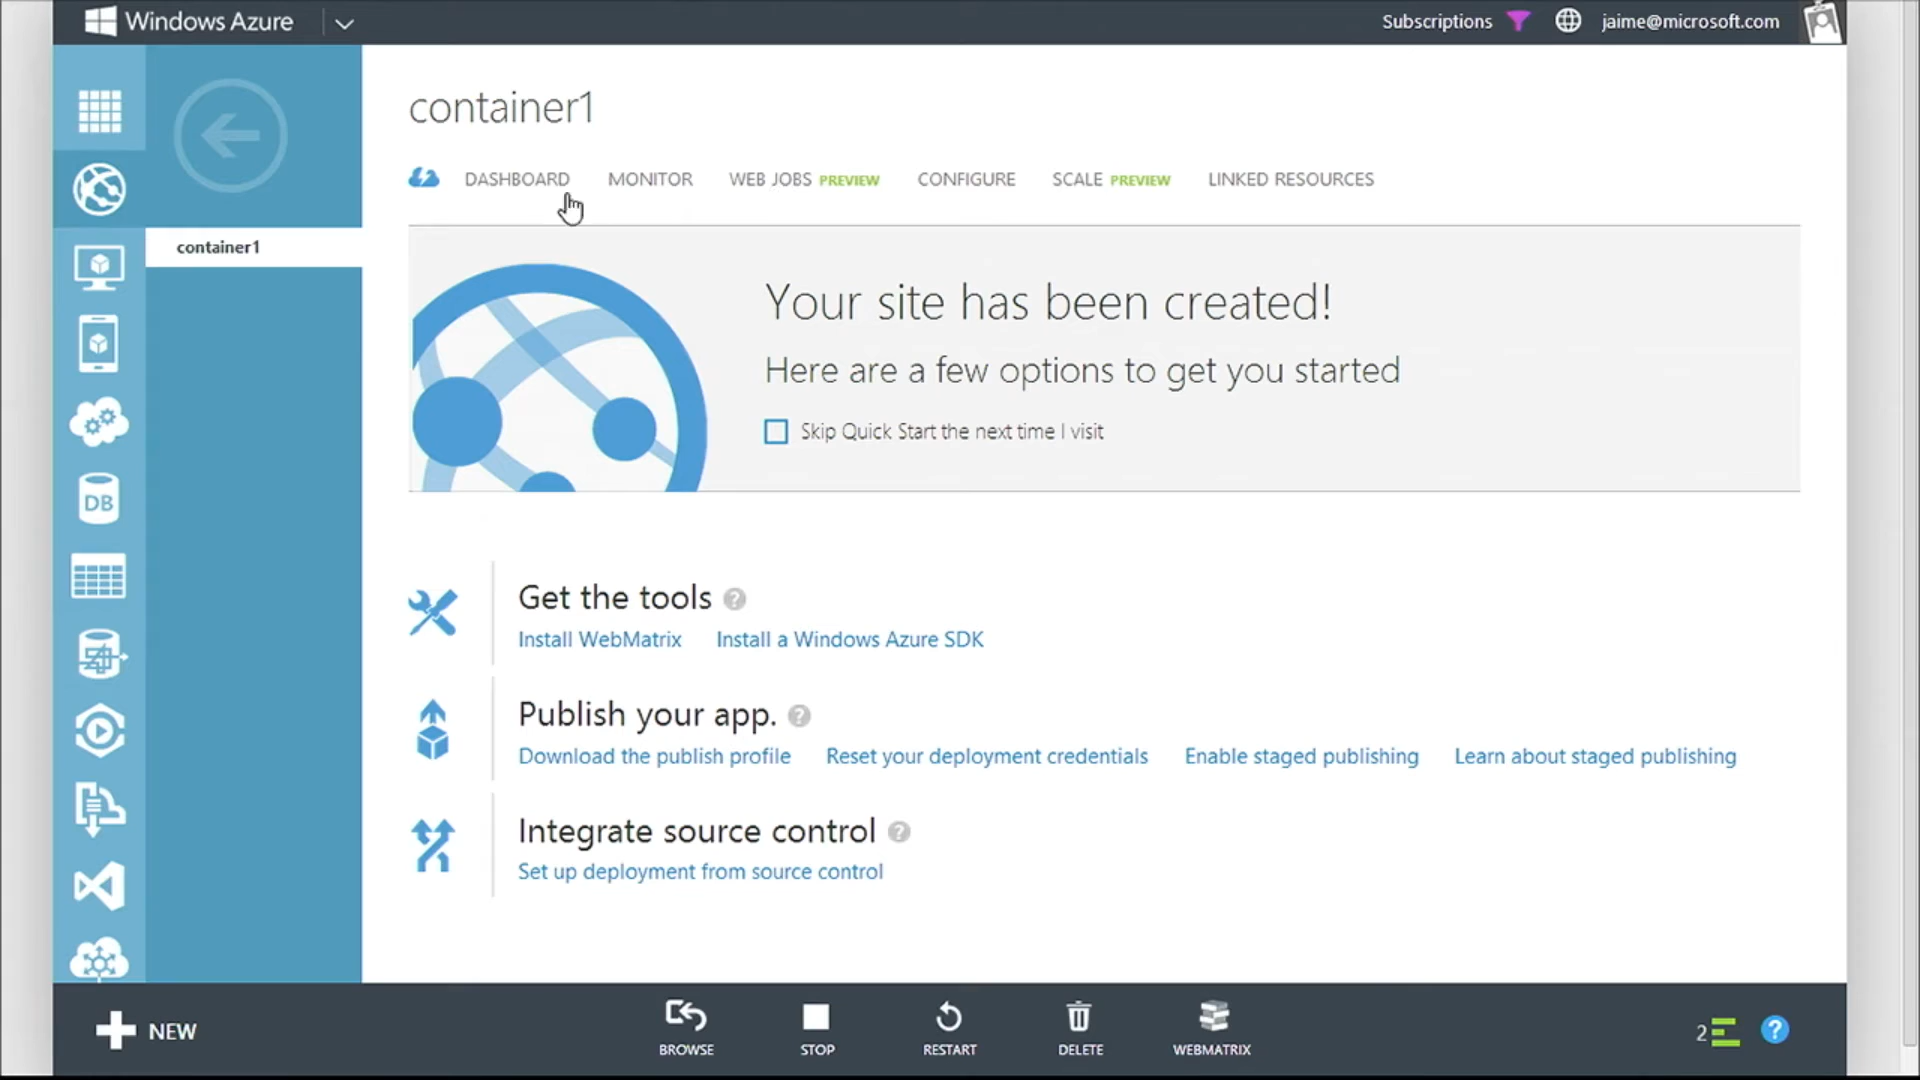 Windows Azure
Subscriptions
jaime@microsoft.com
container1
DASHBOARD MONITOR WEB JOBS PREVIEW CONFIGURE SCALE PREVIEW LINKED RESOURCES
container1
Your site has been created!
Here are a few options to get you started
Skip Quick Start the next time I visit
DB
Get the tools ?
Install WebMatrix Install a Windows Azure SDK
Publish your app. ?
Download the publish profile Reset your deployment credentials Enable staged publishing Learn about staged publishing
Integrate source control ?
Set up deployment from source control
NEW
BROWSE STOP RESTART DELETE WEBMATRIX
2 ?